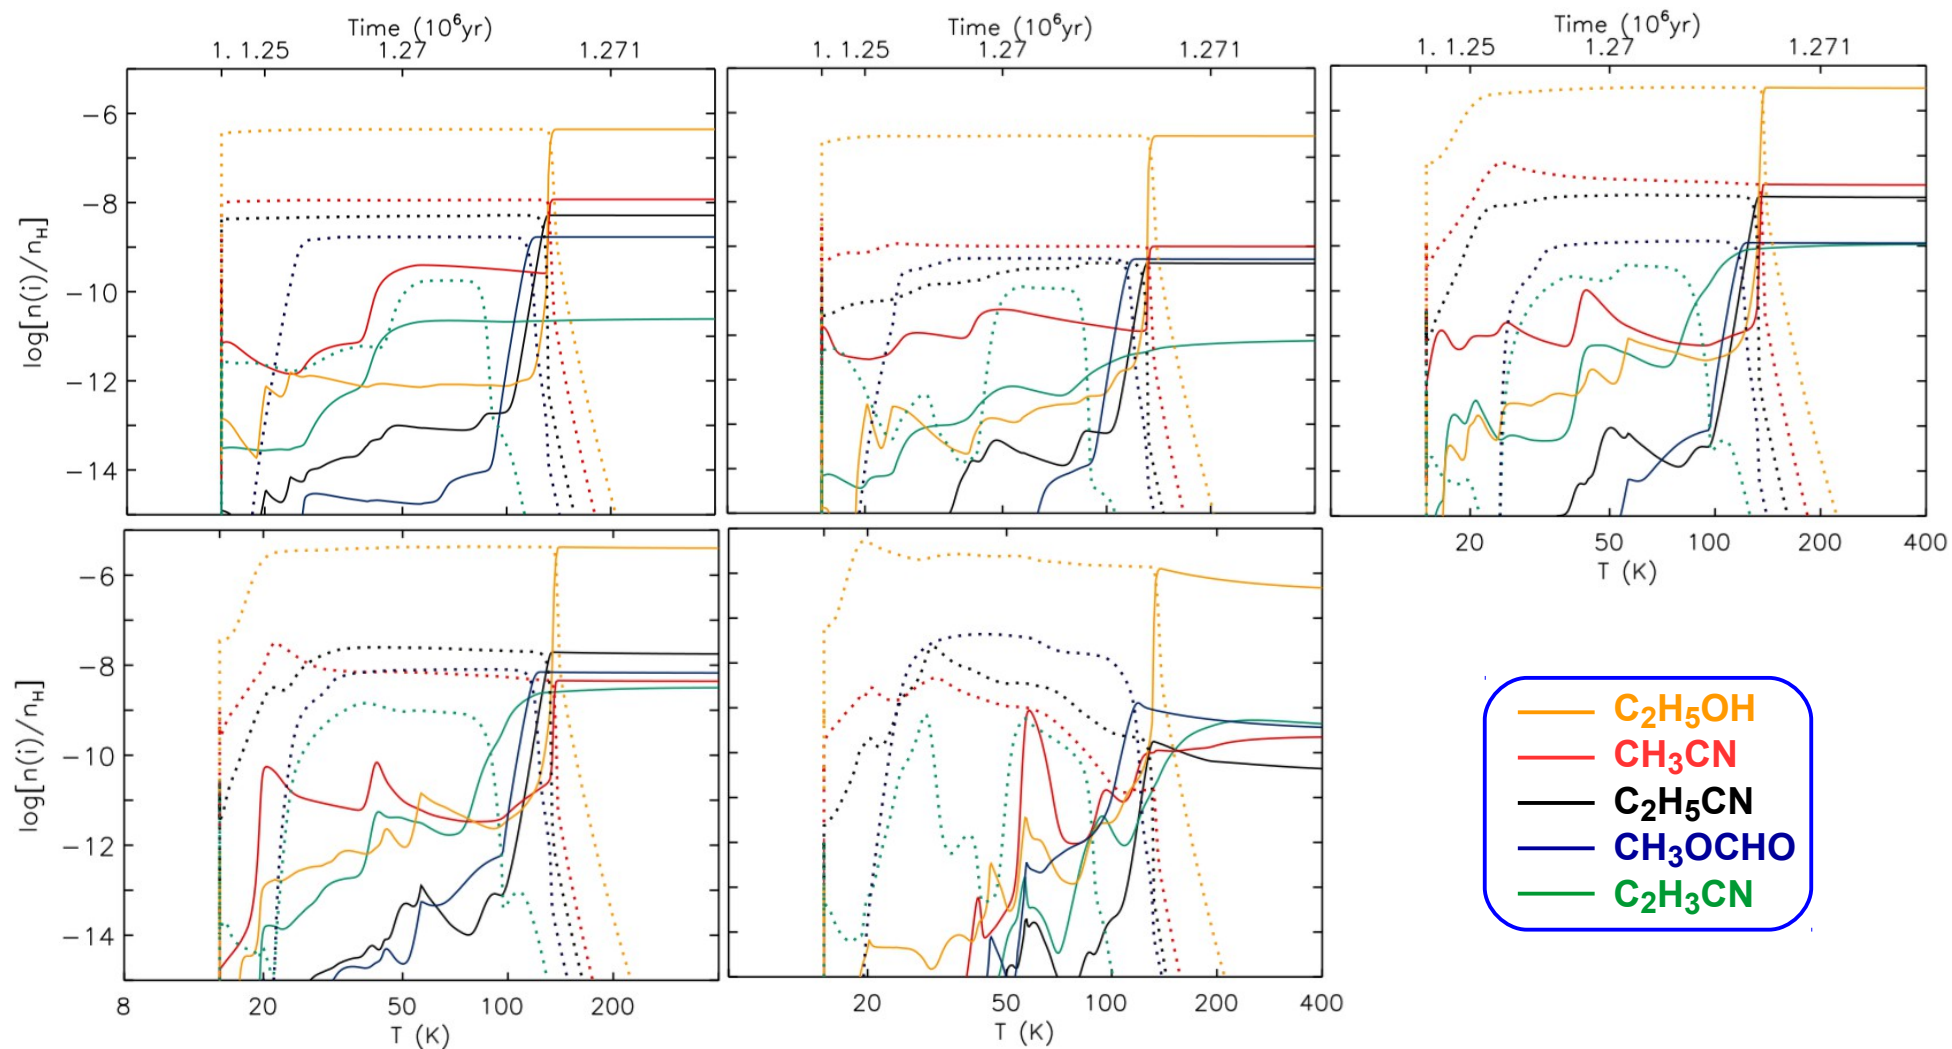 Time (10⁶yr)
1. 1.25 1.27 1.271
Time (10⁶yr)
1. 1.25 1.27 1.271
Time (10⁶yr)
1. 1.25 1.27 1.271
log[n(i)/n_H]
−6
−8
−10
−12
−14
20 50 100 200 400
T (K)
log[n(i)/n_H]
−6
−8
−10
−12
−14
8 20 50 100 200
T (K)
20 50 100 200 400
T (K)
C₂H₅OH
CH₃CN
C₂H₅CN
CH₃OCHO
C₂H₃CN